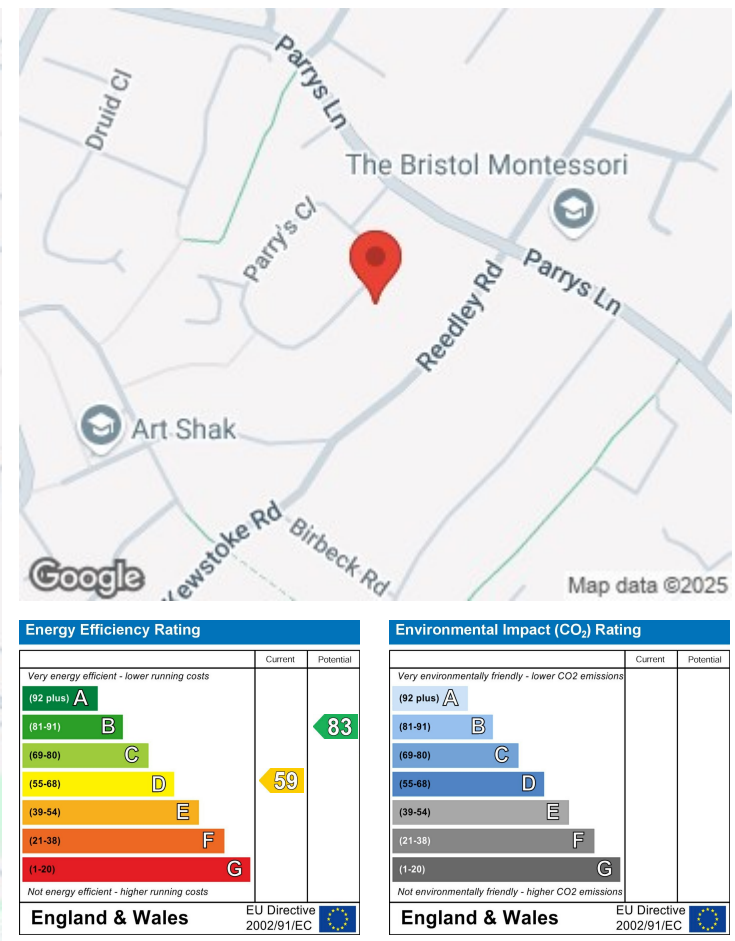 Parrys Ln
Druid Cl
The Bristol Montessori
Parry's Cl
Parrys Ln
Reedley Rd
Art Shak
Kewstoke Rd
Birbeck Rd
Google
Map data ©2025
Energy Efficiency Rating
Current Potential
Very energy efficient - lower running costs
(92 plus) A
(81-91) B
83
(69-80) C
(55-68) D
59
(39-54) E
(21-38) F
(1-20) G
Not energy efficient - higher running costs
England & Wales
EU Directive
2002/91/EC
Environmental Impact (CO₂) Rating
Current Potential
Very environmentally friendly - lower CO2 emissions
(92 plus) A
(81-91) B
(69-80) C
(55-68) D
(39-54) E
(21-38) F
(1-20) G
Not environmentally friendly - higher CO2 emissions
England & Wales
EU Directive
2002/91/EC